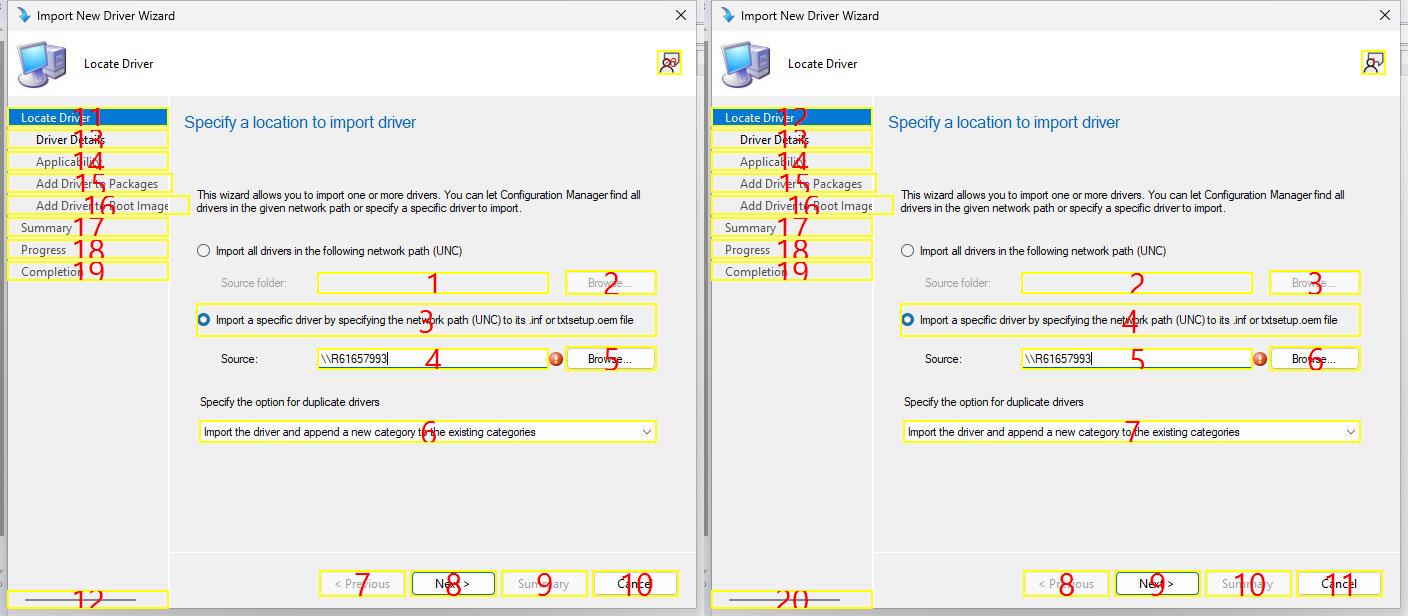 Import New Driver Wizard
Locate Driver
Locate Driver 11
Driver Details 13
Applicability 14
Add Driver to Packages 15
Add Driver to Boot Image 16
Summary 17
Progress 18
Completion 19
12
Specify a location to import driver
This wizard allows you to import one or more drivers. You can let Configuration Manager find all
drivers in the given network path or specify a specific driver to import.
Import all drivers in the following network path (UNC)
Source folder: 1 Browse... 2
Import a specific driver by specifying the network path (UNC) to its .inf or txtsetup.oem file 3
Source: \\R61657993 4 Browse... 5
Specify the option for duplicate drivers
Import the driver and append a new category to the existing categories 6
< Previous 7 Next > 8 Summary 9 Cancel 10
Import New Driver Wizard
Locate Driver 1
Locate Driver 12
Driver Details 13
Applicability 14
Add Driver to Packages 15
Add Driver to Boot Image 16
Summary 17
Progress 18
Completion 19
20
Specify a location to import driver
This wizard allows you to import one or more drivers. You can let Configuration Manager find all
drivers in the given network path or specify a specific driver to import.
Import all drivers in the following network path (UNC)
Source folder: 2 Browse... 3
Import a specific driver by specifying the network path (UNC) to its .inf or txtsetup.oem file 4
Source: \\R61657993 5 Browse... 6
Specify the option for duplicate drivers
Import the driver and append a new category to the existing categories 7
< Previous 8 Next > 9 Summary 10 Cancel 11